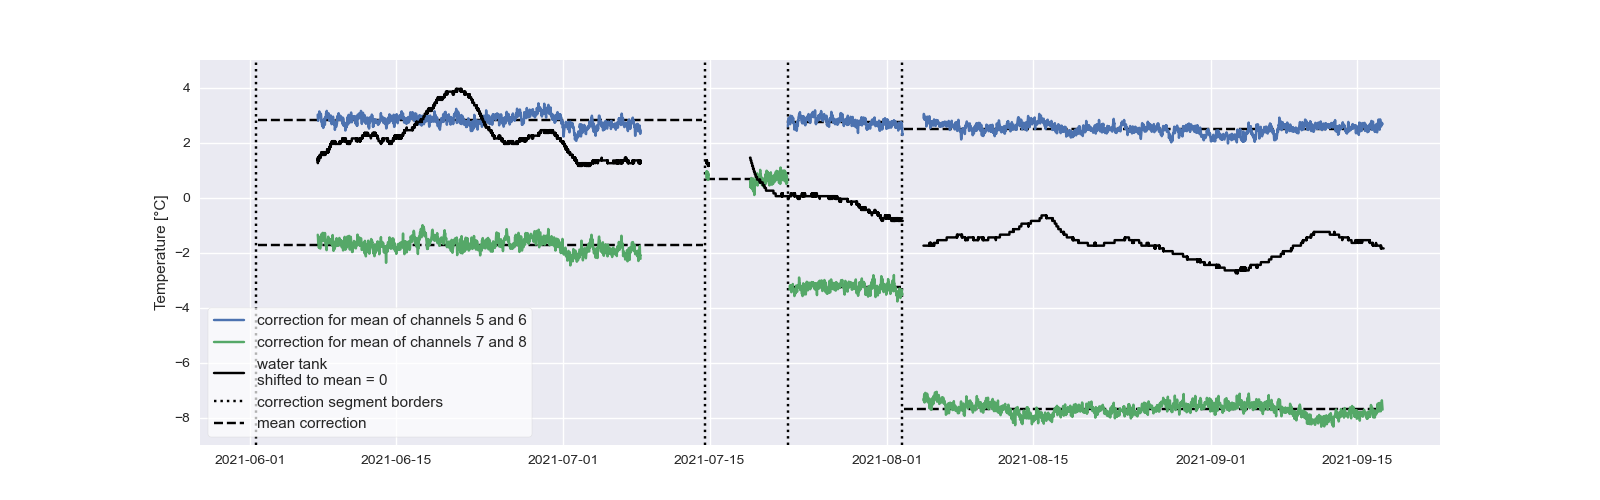 4
2
0
−2
−4
−6
−8
Temperature [°C]
correction for mean of channels 5 and 6
correction for mean of channels 7 and 8
water tank
shifted to mean = 0
correction segment borders
mean correction
2021-06-01 2021-06-15 2021-07-01 2021-07-15 2021-08-01 2021-08-15 2021-09-01 2021-09-15